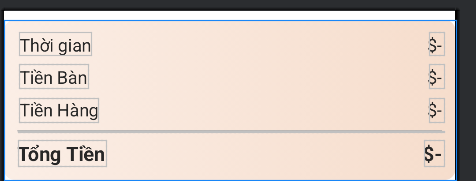 Thời gian $-
Tiền Bàn $-
Tiền Hàng $-
Tổng Tiền $-